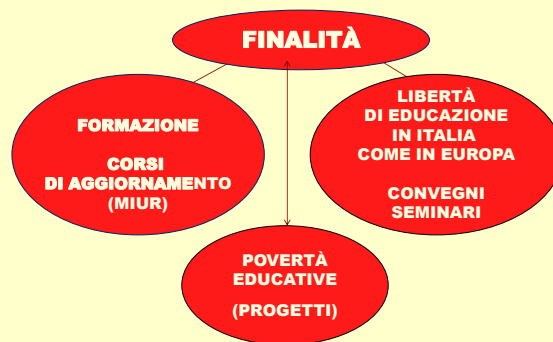 FINALITÀ
FORMAZIONE
CORSI
DI AGGIORNAMENTO
(MIUR)
LIBERTÀ
DI EDUCAZIONE
IN ITALIA
COME IN EUROPA
CONVEGNI
SEMINARI
POVERTÀ
EDUCATIVE
(PROGETTI)